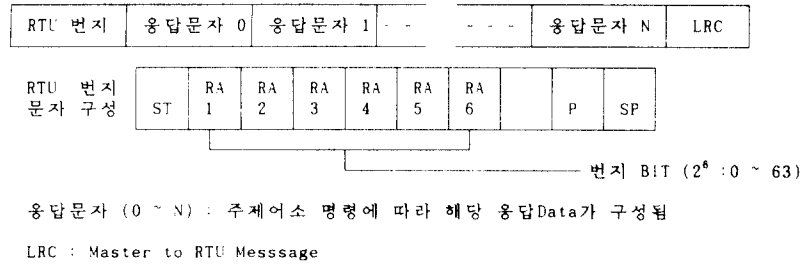 RTU 번지 응답문자 0 응답문자 1 - - - - - 응답문자 N LRC
RTU 번지 문자 구성
ST RA 1 RA 2 RA 3 RA 4 RA 5 RA 6 P SP
번지 BIT (2⁶ :0 ~ 63)
응답문자 (0 ~ N) : 주제어소 명령에 따라 해당 응답Data가 구성됨
LRC : Master to RTU Messsage